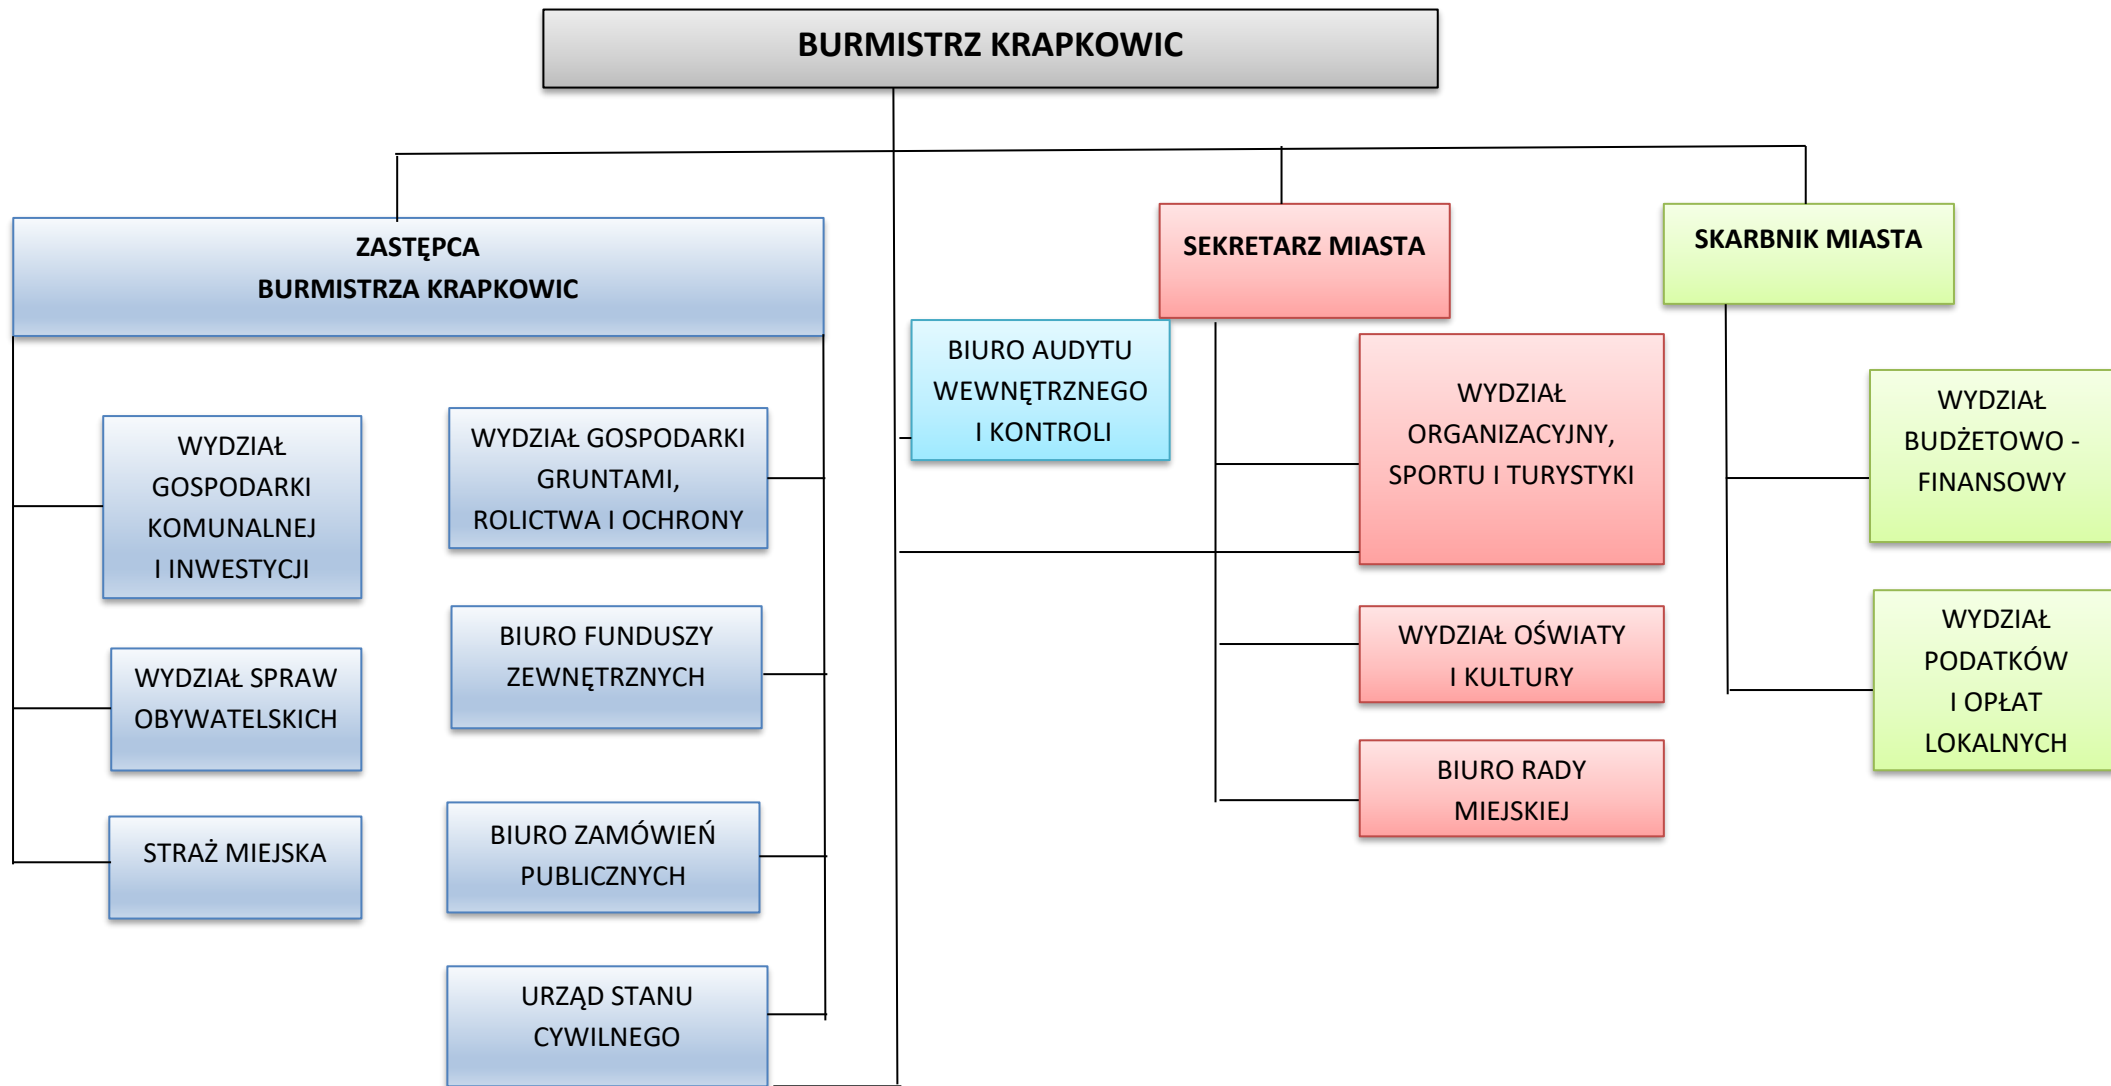 BURMISTRZ KRAPKOWIC
ZASTĘPCA
BURMISTRZA KRAPKOWIC
SEKRETARZ MIASTA
SKARBNIK MIASTA
BIURO AUDYTU
WEWNĘTRZNEGO
I KONTROLI
WYDZIAŁ
GOSPODARKI
KOMUNALNEJ
I INWESTYCJI
WYDZIAŁ GOSPODARKI
GRUNTAMI,
ROLICTWA I OCHRONY
WYDZIAŁ
ORGANIZACYJNY,
SPORTU I TURYSTYKI
WYDZIAŁ
BUDŻETOWO -
FINANSOWY
WYDZIAŁ SPRAW
OBYWATELSKICH
BIURO FUNDUSZY
ZEWNĘTRZNYCH
WYDZIAŁ OŚWIATY
I KULTURY
WYDZIAŁ
PODATKÓW
I OPŁAT
LOKALNYCH
STRAŻ MIEJSKA
BIURO ZAMÓWIEŃ
PUBLICZNYCH
BIURO RADY
MIEJSKIEJ
URZĄD STANU
CYWILNEGO